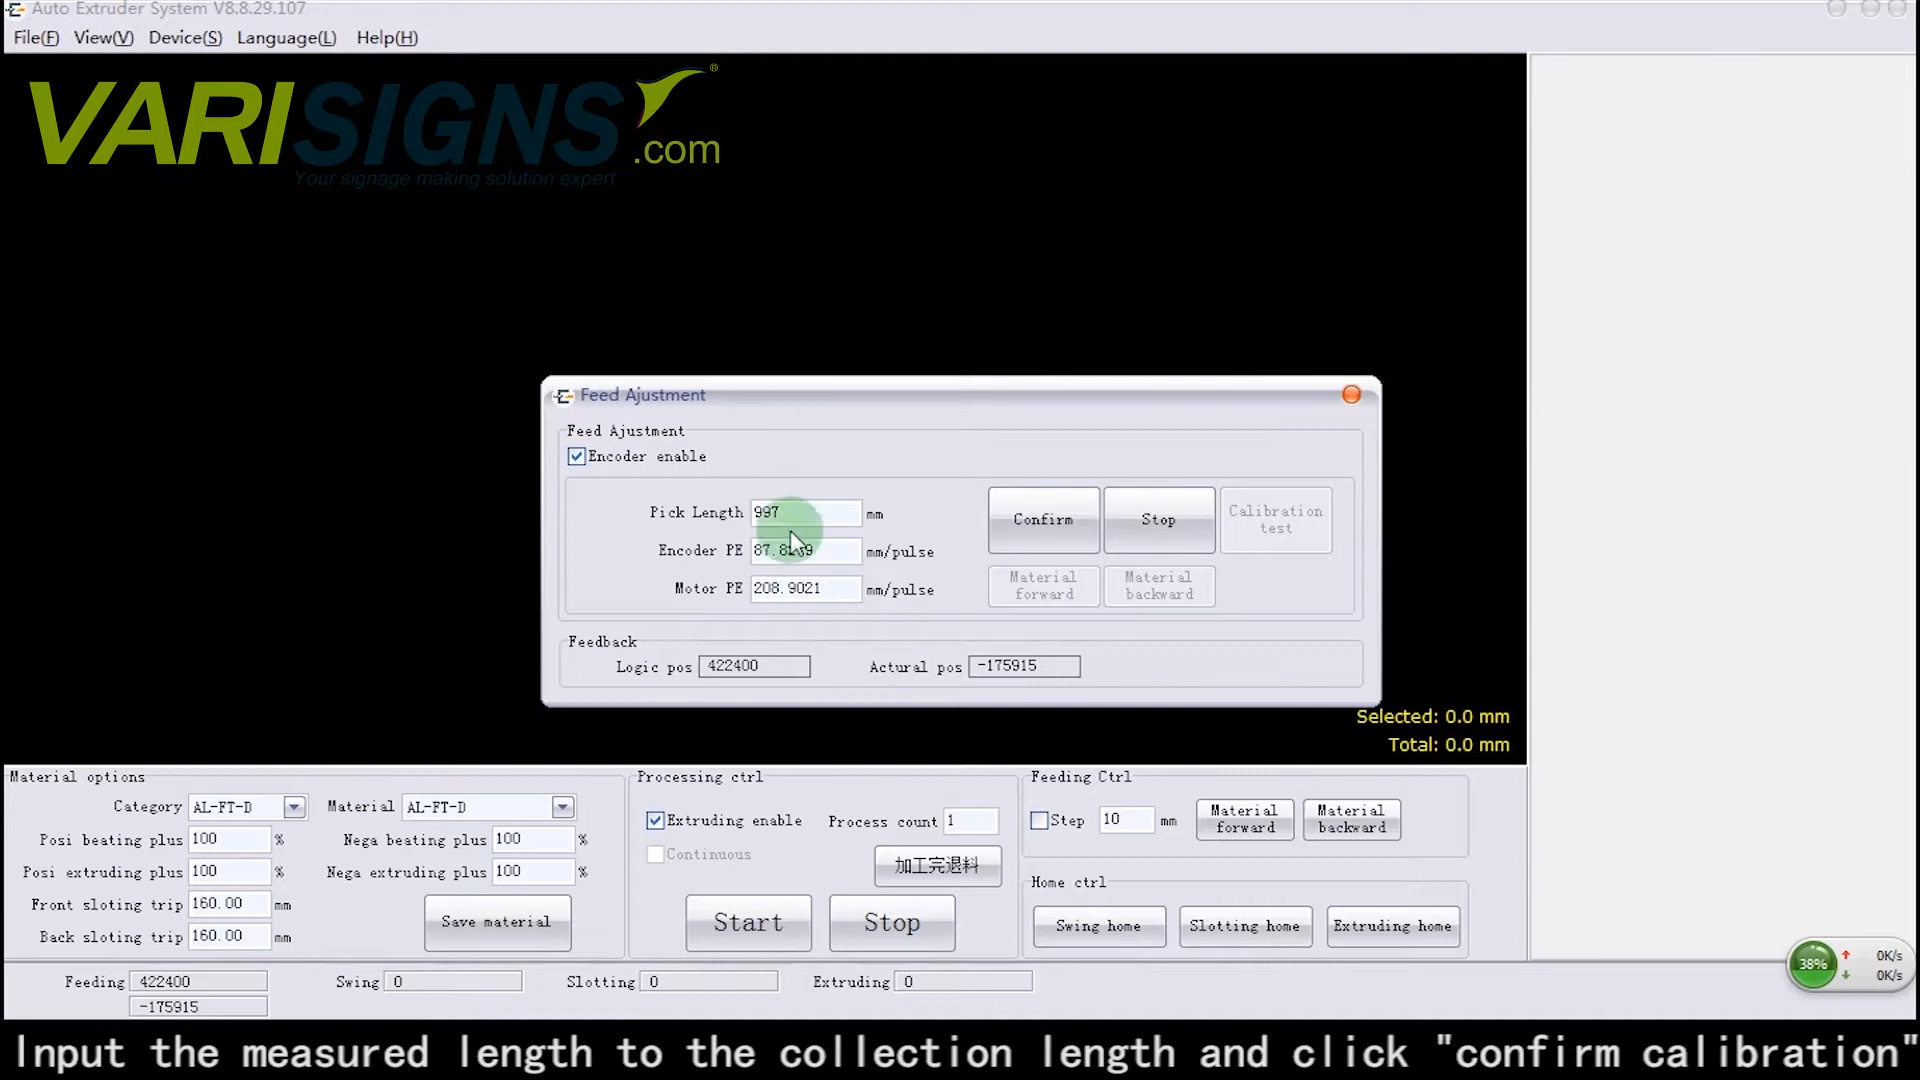 Auto Extruder System V8.8.29.107
File(F) View(V) Device(S) Language(L) Help(H)
VARISIGNS®
.com
Your signage making solution expert
Feed Ajustment
Feed Ajustment
Encoder enable
Pick Length 997 mm
Confirm Stop Calibration test
Encoder PE mm/pulse
Motor PE 208.9021 mm/pulse
Material forward Material backward
Feedback
Logic pos 422400 Actural pos -175915
Selected: 0.0 mm
Total: 0.0 mm
Material options
Category AL-FT-D Material AL-FT-D
Posi beating plus 100 % Nega beating plus 100 %
Posi extruding plus 100 % Nega extruding plus 100 %
Front sloting trip 160.00 mm
Back sloting trip 160.00 mm
Save material
Processing ctrl
Extruding enable Process count 1
Continuous
加工完退料
Start Stop
Feeding Ctrl
Step 10 mm Material forward Material backward
Home ctrl
Swing home Slotting home Extruding home
Feeding 422400 Swing 0 Slotting 0 Extruding 0
-175915
38% 0K/s
0K/s
Input the measured length to the collection length and click "confirm calibration"